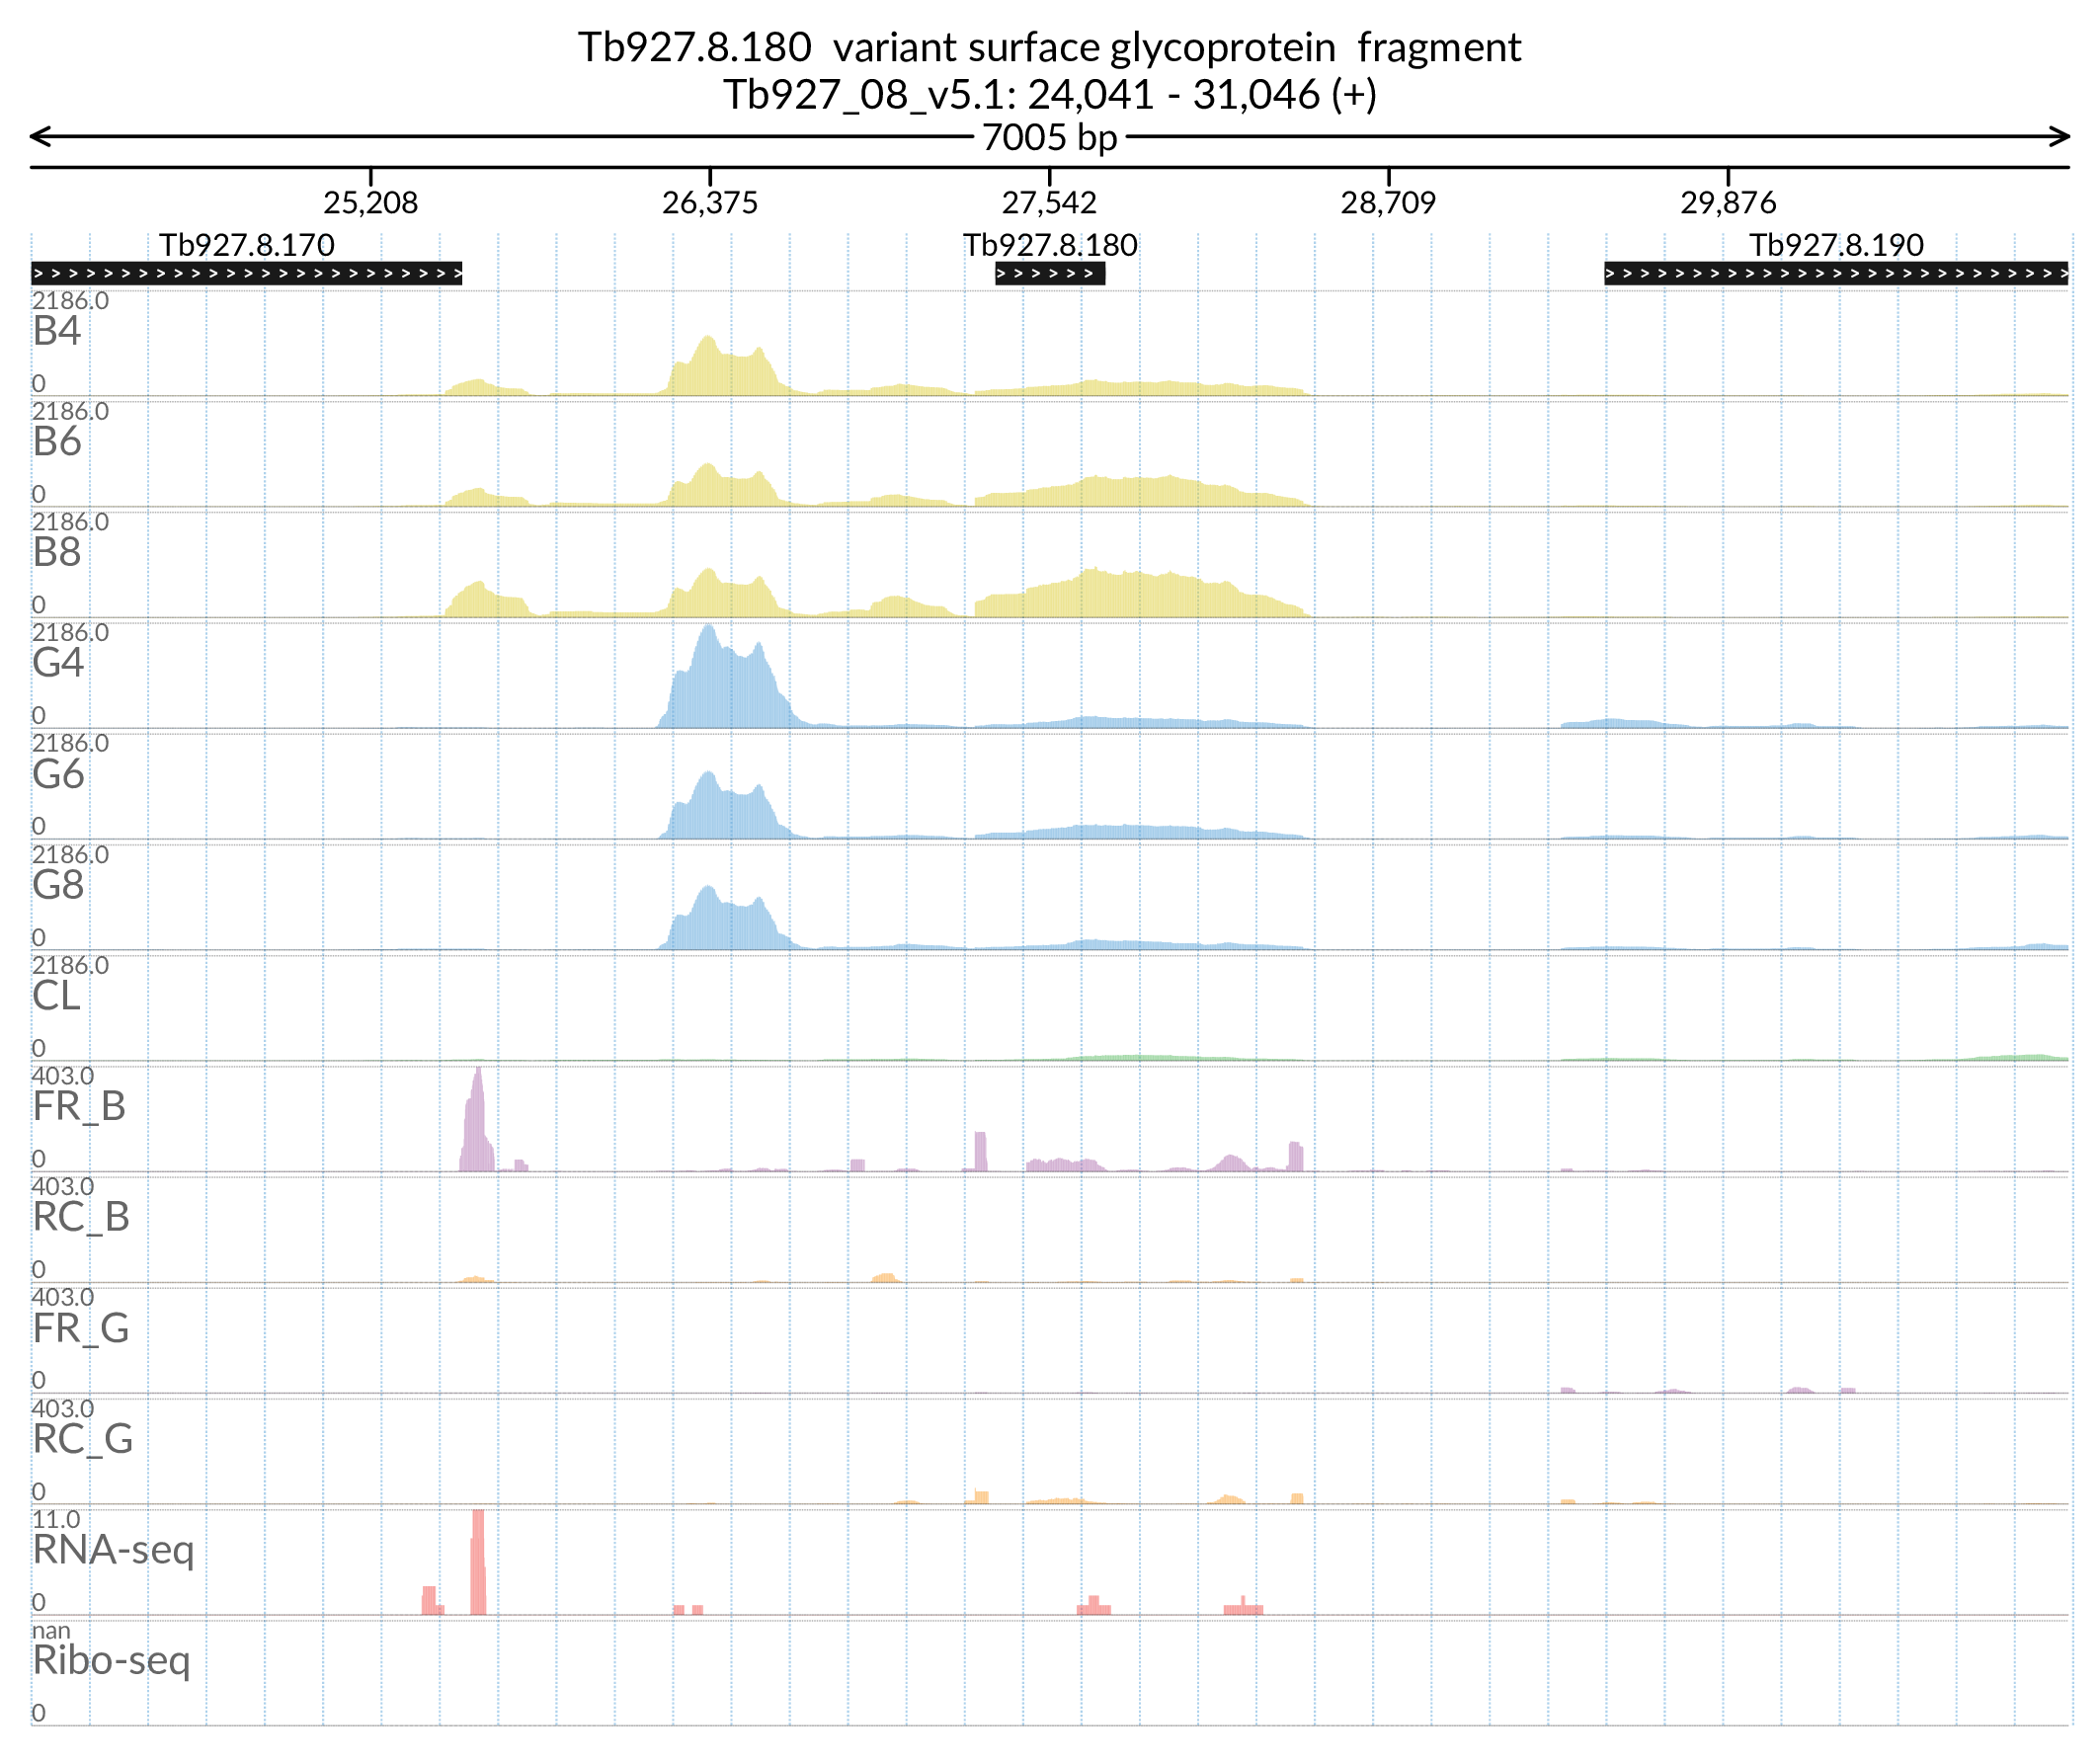 Tb927.8.180 variant surface glycoprotein fragment
Tb927_08_v5.1: 24,041 - 31,046 (+)
7005 bp
25,208 26,375 27,542 28,709 29,876
Tb927.8.170 Tb927.8.180 Tb927.8.190
2186.0
B4
0
2186.0
B6
0
2186.0
B8
0
2186.0
G4
0
2186.0
G6
0
2186.0
G8
0
2186.0
CL
0
403.0
FR_B
0
403.0
RC_B
0
403.0
FR_G
0
403.0
RC_G
0
11.0
RNA-seq
0
nan
Ribo-seq
0